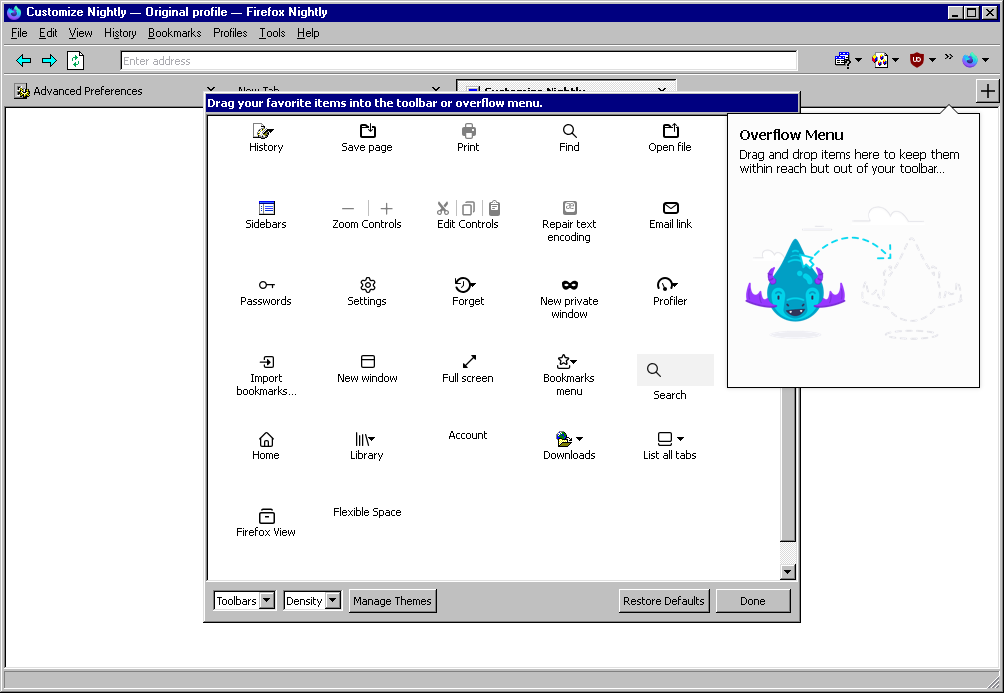 Customize Nightly — Original profile — Firefox Nightly
File Edit View History Bookmarks Profiles Tools Help
Enter address
Advanced Preferences
New Tab
Customize Nightly
Drag your favorite items into the toolbar or overflow menu.
History
Save page
Print
Find
Open file
Sidebars
Zoom Controls
Edit Controls
Repair text
encoding
Email link
Passwords
Settings
Forget
New private
window
Profiler
Import
bookmarks...
New window
Full screen
Bookmarks
menu
Search
Home
Library
Account
Downloads
List all tabs
Firefox View
Flexible Space
Overflow Menu
Drag and drop items here to keep them
within reach but out of your toolbar...
Toolbars
Density
Manage Themes
Restore Defaults
Done